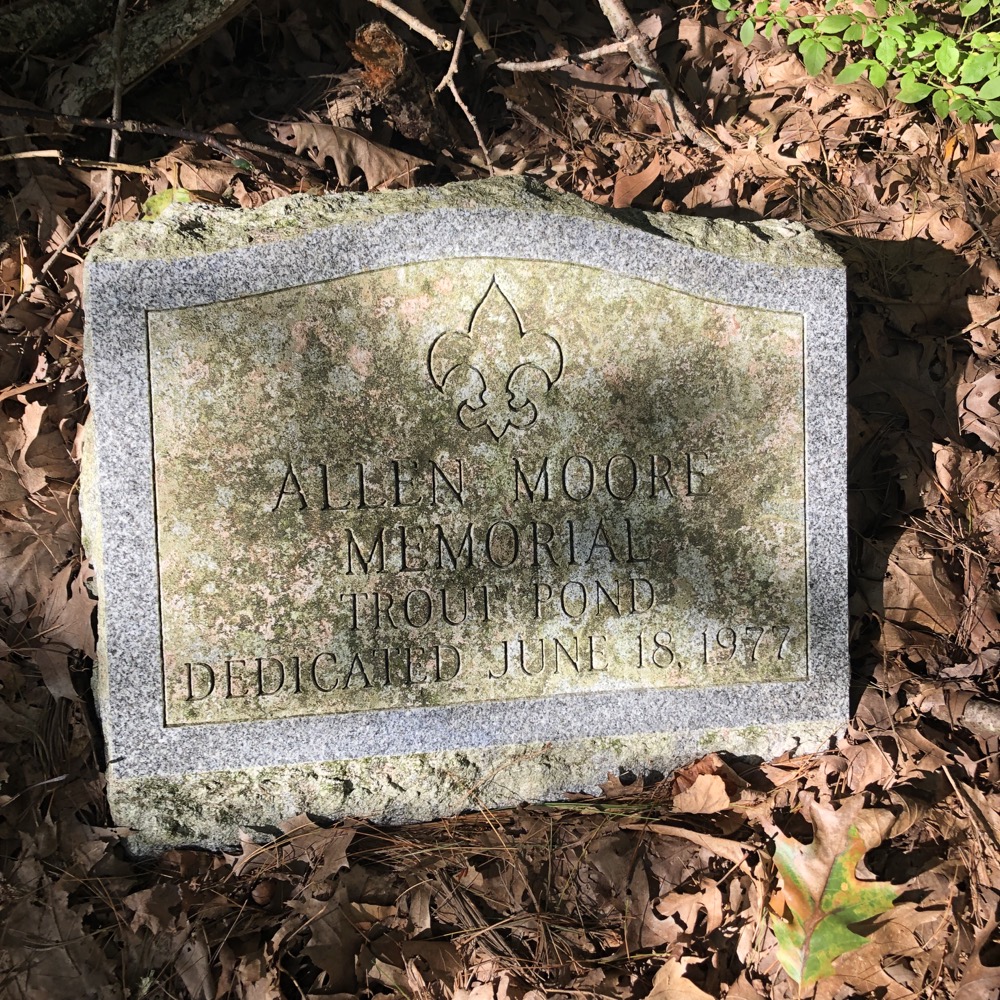 ALLEN MOORE
MEMORIAL
TROUT POND
DEDICATED JUNE 18, 1977